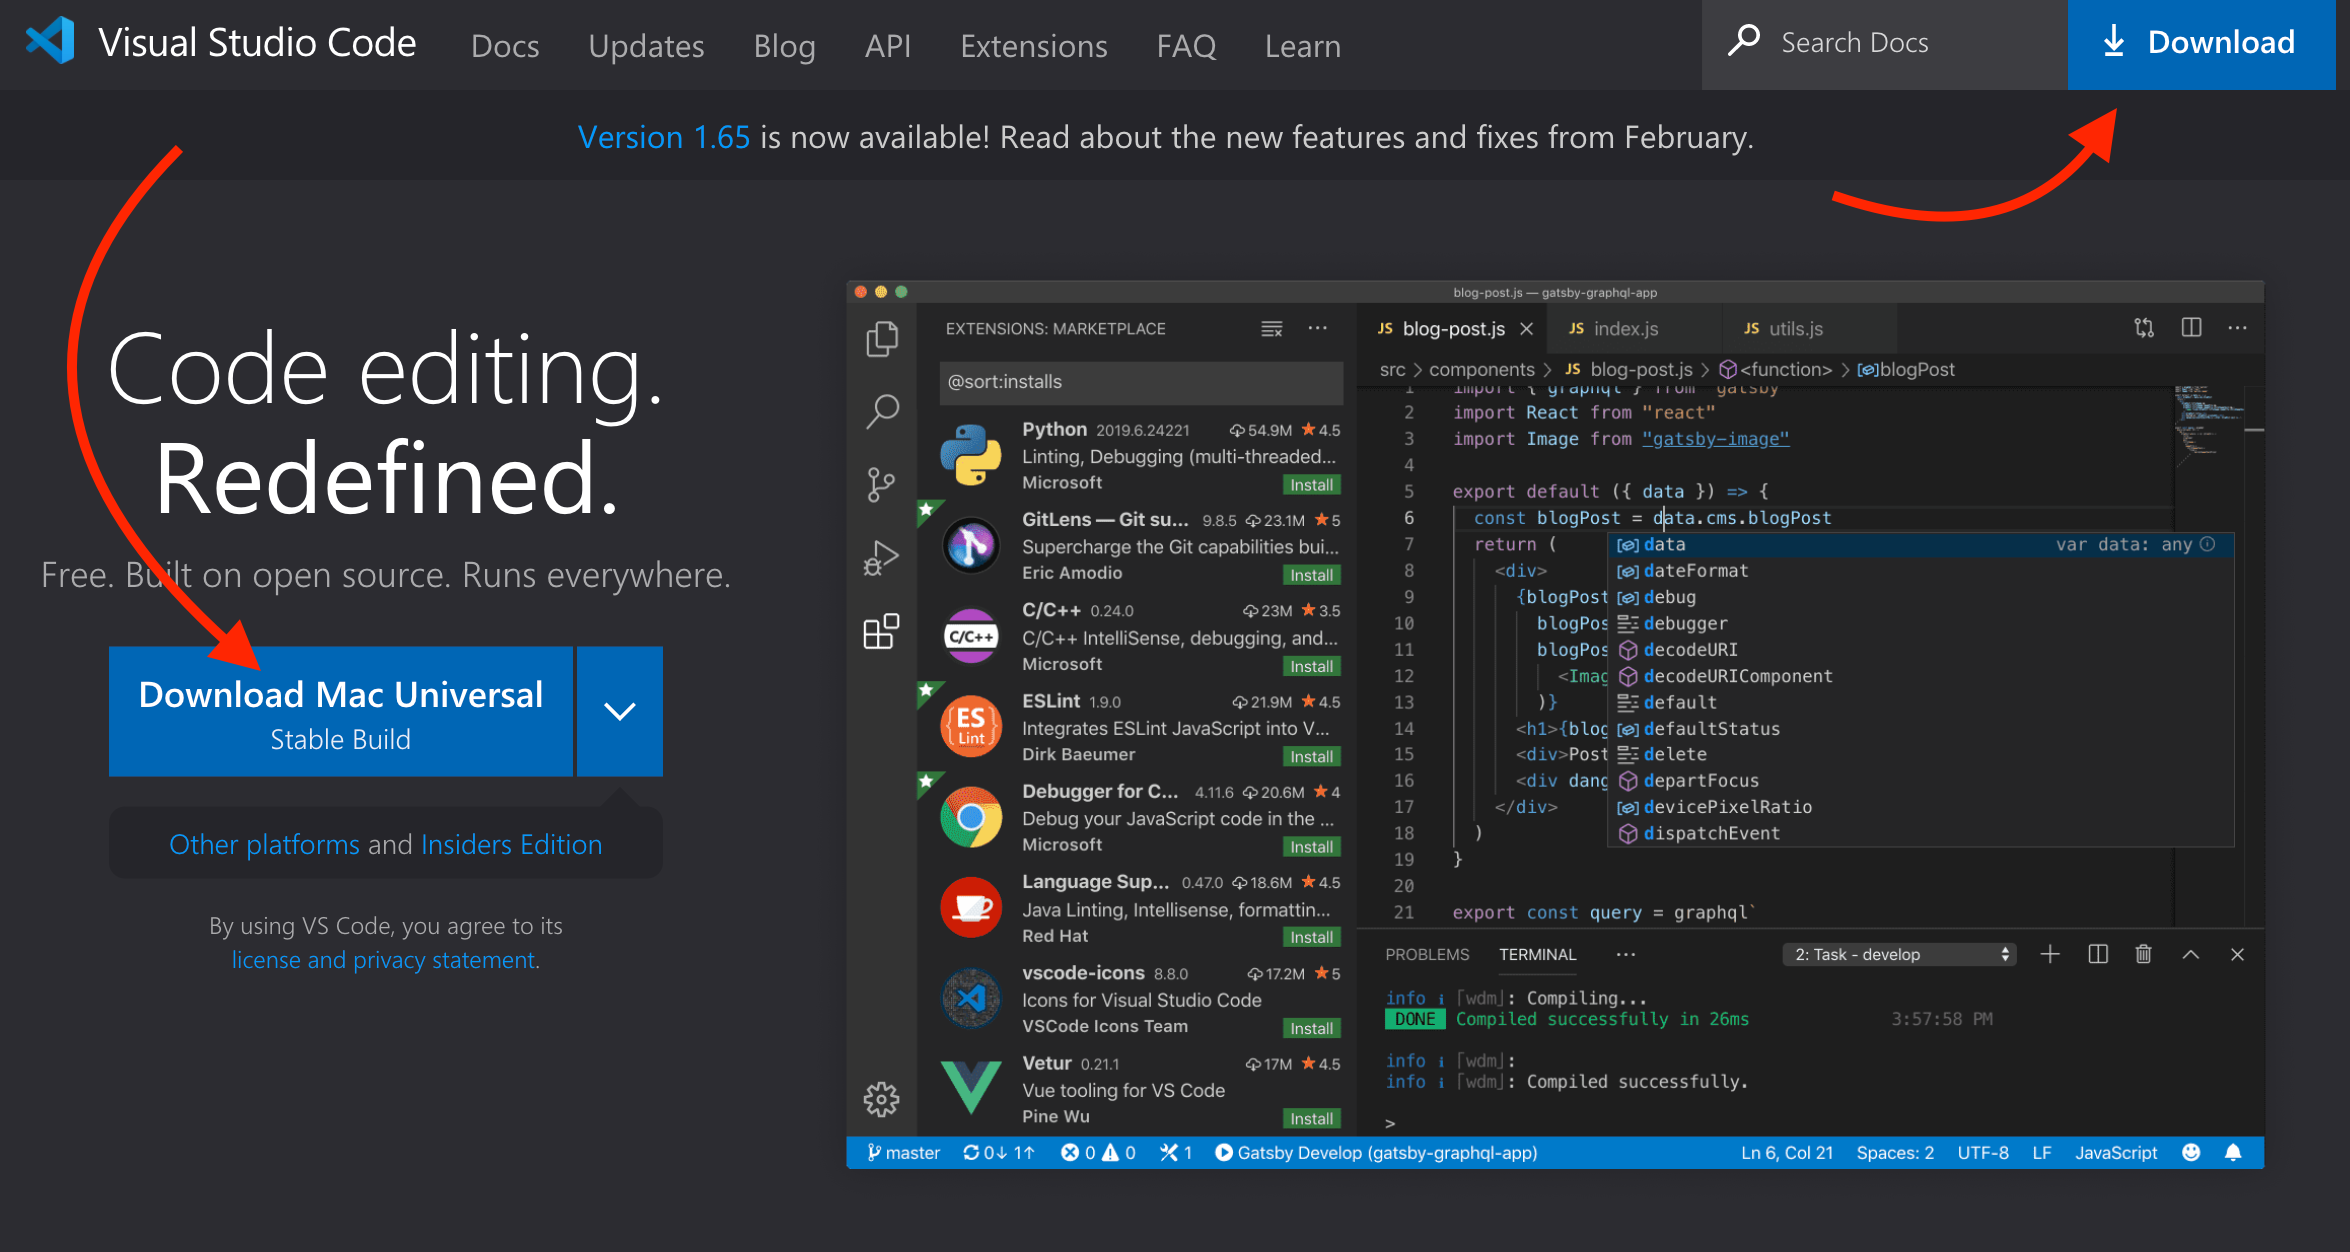 Visual Studio Code Docs Updates Blog API Extensions FAQ Learn Search Docs Download
Version 1.65 is now available! Read about the new features and fixes from February.
Code editing.
Redefined.
Free. Built on open source. Runs everywhere.
Download Mac Universal
Stable Build
Other platforms and Insiders Edition
By using VS Code, you agree to its
license and privacy statement.
blog-post.js — gatsby-graphql-app
EXTENSIONS: MARKETPLACE
@sort:installs
Python 2019.6.24221 54.9M 4.5
Linting, Debugging (multi-threaded...
Microsoft Install
GitLens — Git su... 9.8.5 23.1M 5
Supercharge the Git capabilities bui...
Eric Amodio Install
C/C++
C/C++ 0.24.0 23M 3.5
C/C++ IntelliSense, debugging, and...
Microsoft Install
ES
Lint
ESLint 1.9.0 21.9M 4.5
Integrates ESLint JavaScript into V...
Dirk Baeumer Install
Debugger for C... 4.11.6 20.6M 4
Debug your JavaScript code in the ...
Microsoft Install
Language Sup... 0.47.0 18.6M 4.5
Java Linting, Intellisense, formattin...
Red Hat Install
vscode-icons 8.8.0 17.2M 5
Icons for Visual Studio Code
VSCode Icons Team Install
Vetur 0.21.1 17M 4.5
Vue tooling for VS Code
Pine Wu Install
JS blog-post.js JS index.js JS utils.js
src > components > JS blog-post.js > <function> > blogPost
1 import { graphql } from "gatsby"
2 import React from "react"
3 import Image from "gatsby-image"
4
5 export default ({ data }) => {
6 const blogPost = data.cms.blogPost
7 return (
8 <div>
9 {blogPost
10 blogPos
11 blogPos
12 <Imag
13 )}
14 <h1>{blog
15 <div>Post
16 <div dang
17 </div>
18 )
19 }
20
21 export const query = graphql`
data var data: any
dateFormat
debug
debugger
decodeURI
decodeURIComponent
default
defaultStatus
delete
departFocus
devicePixelRatio
dispatchEvent
PROBLEMS TERMINAL ... 2: Task - develop
info i ｢wdm｣: Compiling...
DONE Compiled successfully in 26ms 3:57:58 PM
info i ｢wdm｣:
info i ｢wdm｣: Compiled successfully.
>
master 0↓ 1↑ 0 0 1 Gatsby Develop (gatsby-graphql-app) Ln 6, Col 21 Spaces: 2 UTF-8 LF JavaScript